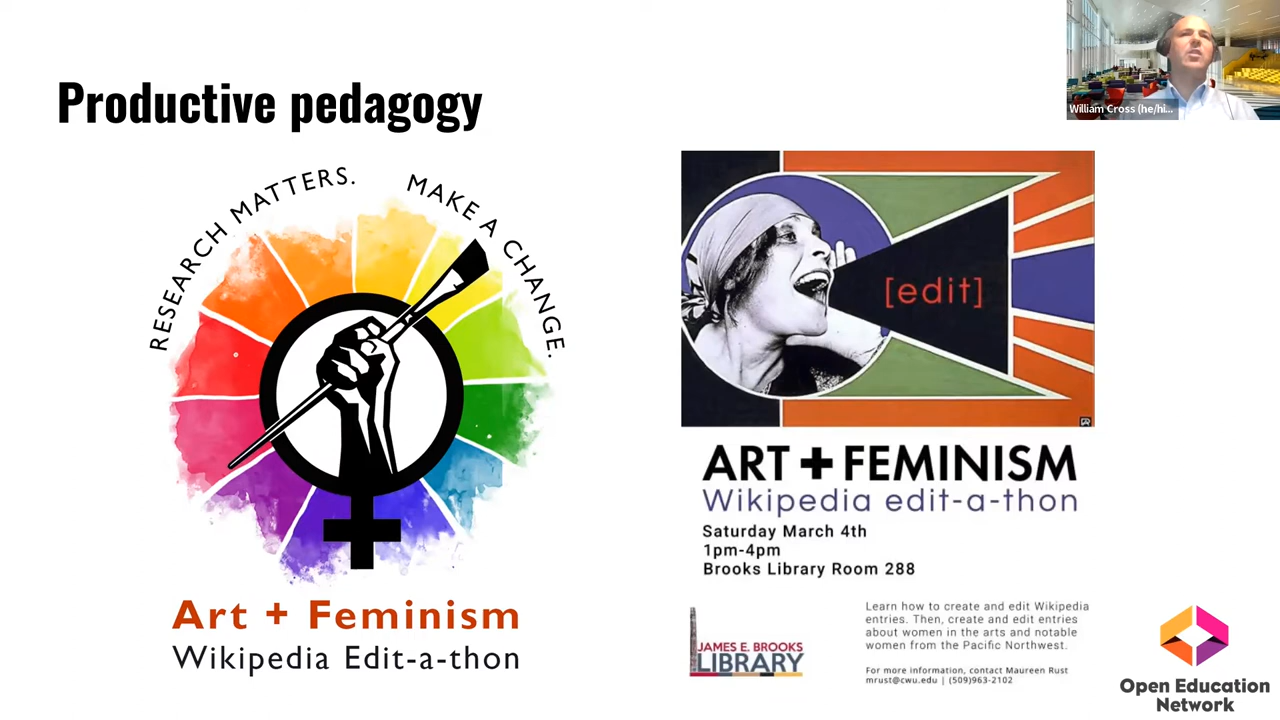 Productive pedagogy
William Cross (he/hi...
RESEARCH MATTERS. MAKE A CHANGE.
Art + Feminism
Wikipedia Edit-a-thon
[edit]
ART + FEMINISM
Wikipedia edit-a-thon
Saturday March 4th
1pm-4pm
Brooks Library Room 288
JAMES E. BROOKS
LIBRARY
Learn how to create and edit Wikipedia
entries. Then, create and edit entries
about women in the arts and notable
women from the Pacific Northwest.
For more information, contact Maureen Rust
mrust@cwu.edu | (509)963-2102
Open Education
Network